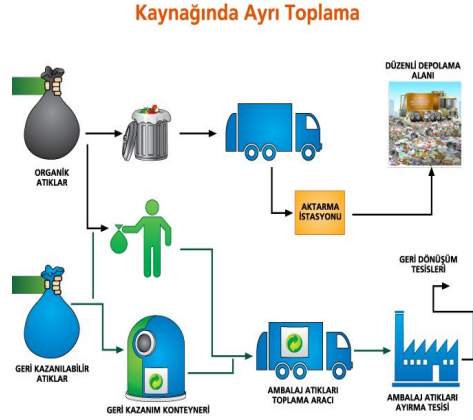 Kaynağında Ayrı Toplama
DÜZENLİ DEPOLAMA
ALANI
ORGANİK
ATIKLAR
AKTARMA
İSTASYONU
GERİ DÖNÜŞÜM
TESİSLERİ
GERİ KAZANILABİLİR
ATIKLAR
GERİ KAZANIM KONTEYNERİ
AMBALAJ ATIKLARI
TOPLAMA ARACI
AMBALAJ ATIKLARI
AYIRMA TESİSİ